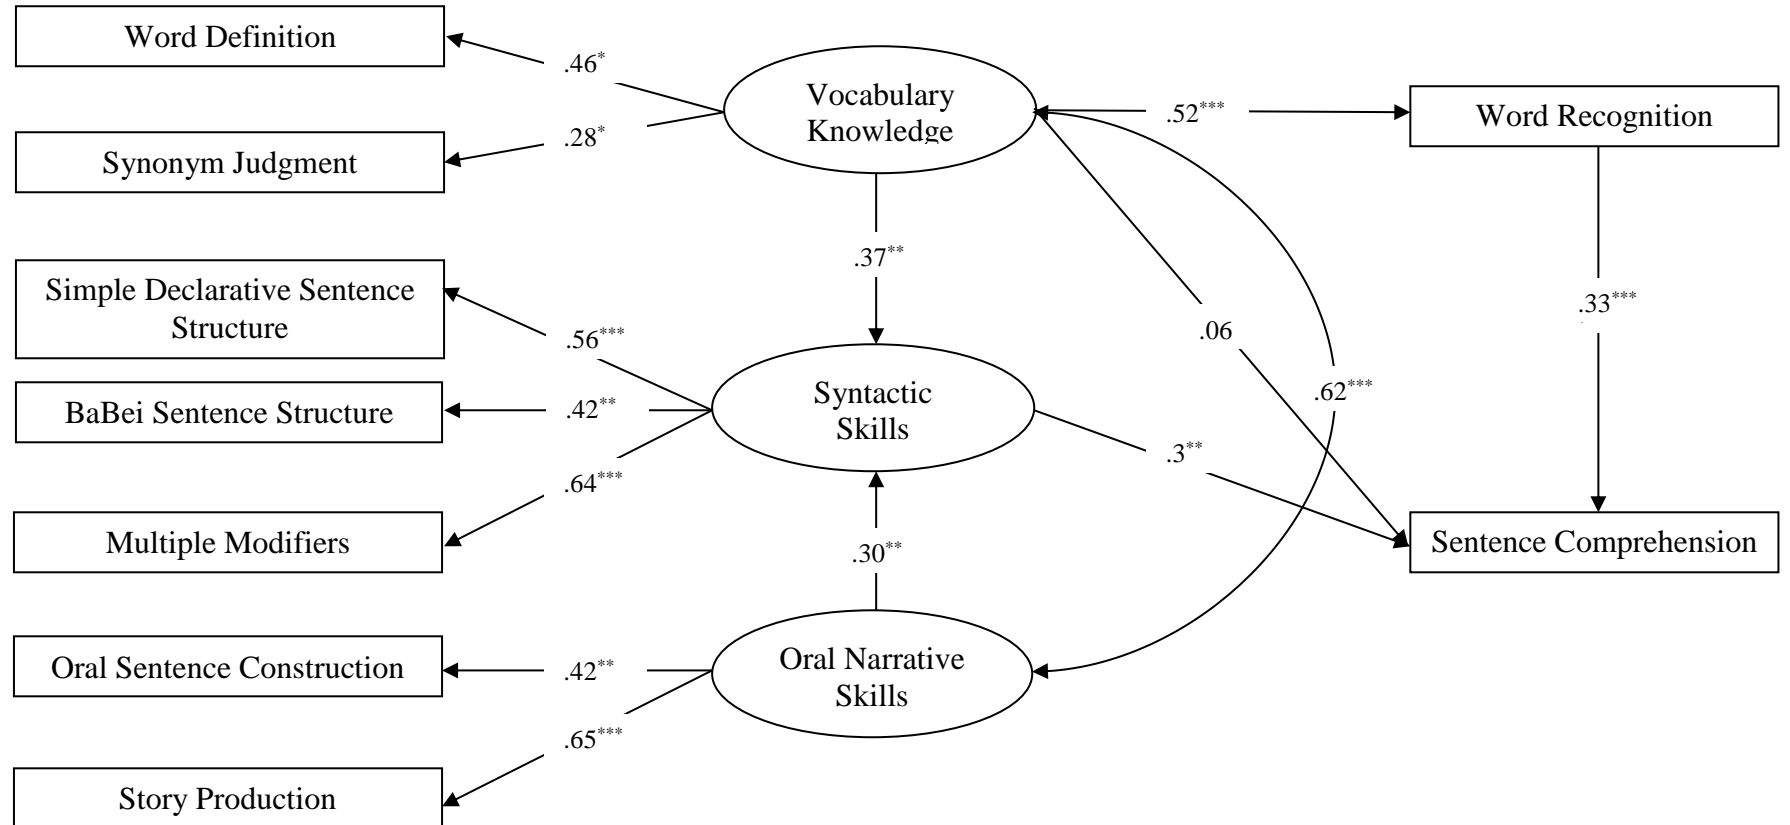 Word Definition
.46*
Vocabulary
Knowledge
.52***
Word Recognition
.28*
Synonym Judgment
.37**
Simple Declarative Sentence
Structure
.33***
.56***
.06
Syntactic
Skills
.62***
BaBei Sentence Structure
.42**
.3**
.64***
Multiple Modifiers
.30**
Sentence Comprehension
Oral Sentence Construction
.42**
Oral Narrative
Skills
.65***
Story Production